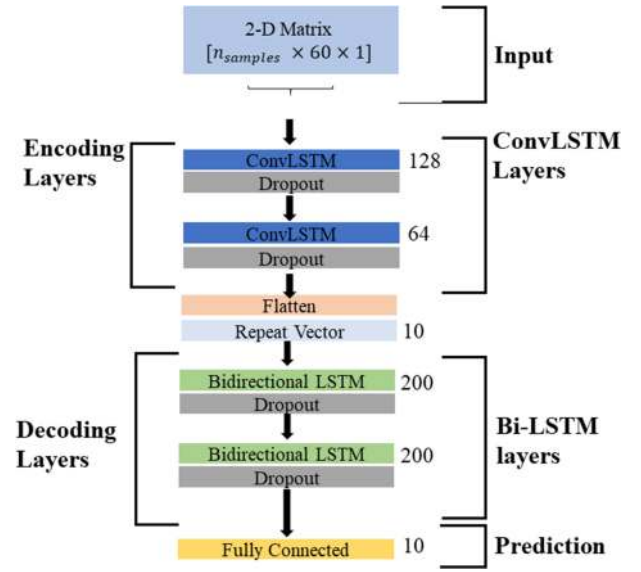 2-D Matrix
[n_samples × 60 × 1]
Input
Encoding
Layers
ConvLSTM
Layers
ConvLSTM 128
Dropout
ConvLSTM 64
Dropout
Flatten
Repeat Vector 10
Decoding
Layers
Bi-LSTM
layers
Bidirectional LSTM 200
Dropout
Bidirectional LSTM 200
Dropout
Fully Connected 10
Prediction